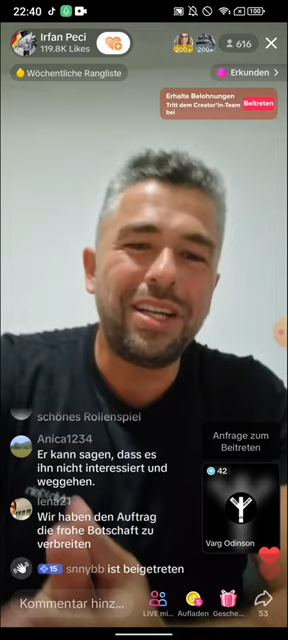 22:40
100
Irfan Peci
119.8K Likes
200+
200+
616
Wöchentliche Rangliste
Erkunden >
Erhalte Belohnungen
Tritt dem Creator*in-Team
bei
Beitreten
schönes Rollenspiel
Anica1234
Er kann sagen, dass es
ihn nicht interessiert und
weggehen.
lena21
Wir haben den Auftrag
die frohe Botschaft zu
verbreiten
15 snnybb ist beigetreten
Anfrage zum
Beitreten
42
Varg Odinson
Kommentar hinz...
LIVE mi...
Aufladen
Gesche...
53